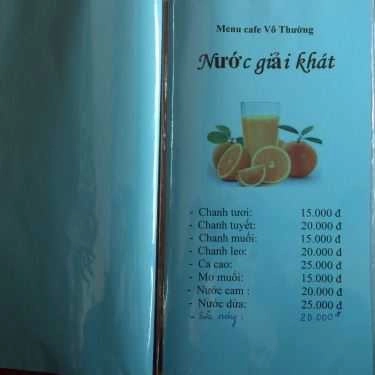 Menu cafe Vô Thường
Nước giải khát
- Chanh tươi: 15.000 đ
- Chanh tuyết: 20.000 đ
- Chanh muối: 15.000 đ
- Chanh leo: 20.000 đ
- Ca cao: 25.000 đ
- Mơ muối: 15.000 đ
- Nước cam : 20.000 đ
- Nước dừa: 25.000 đ
- 20.000đ